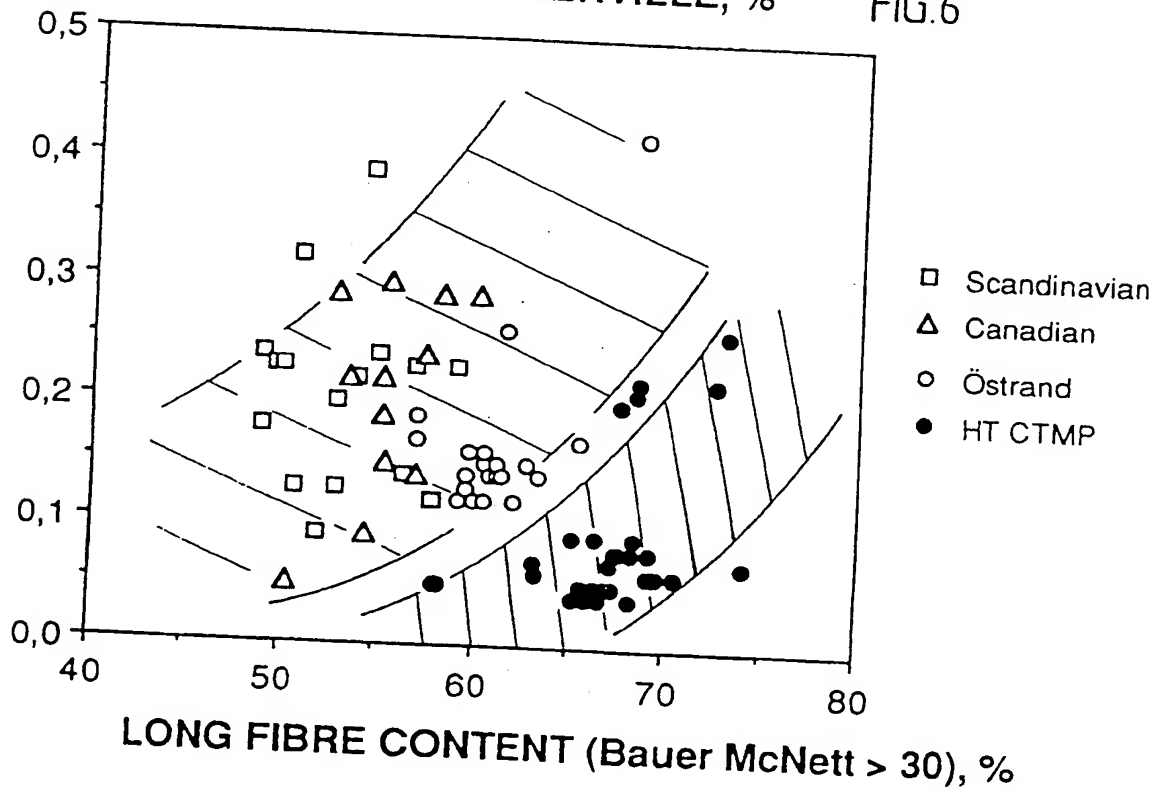 %
FIG.6
0,5
0,4
0,3
0,2
0,1
0,0
40
50
60
70
80
LONG FIBRE CONTENT (Bauer McNett > 30), %
Scandinavian
Canadian
Östrand
HT CTMP